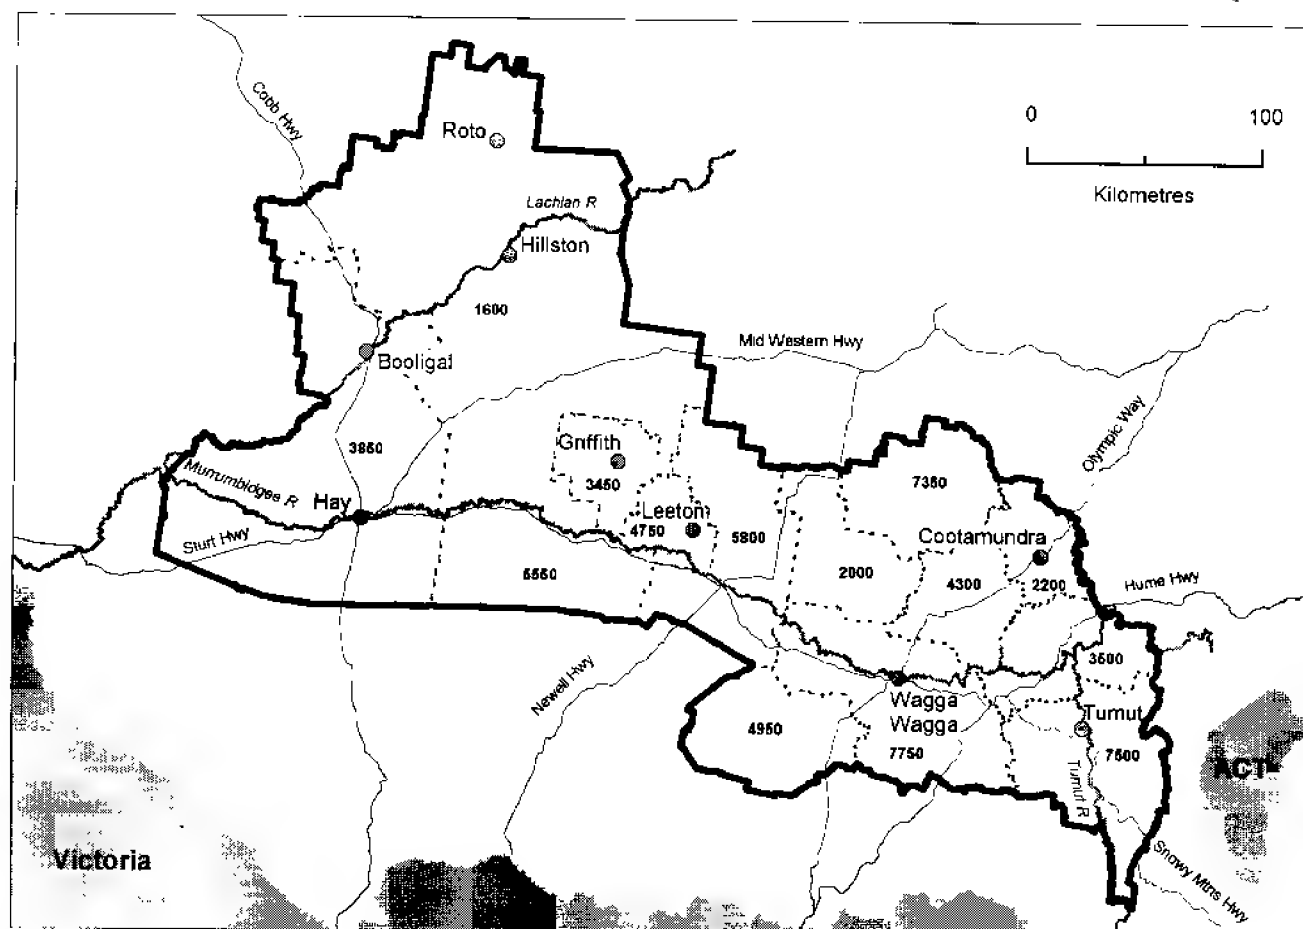 Cobb Hwy
Roto
0 100
Kilometres
Lachlan R
Hillston
1600
Mid Western Hwy
Booligal
Olympic Way
3850
Griffith
3450
7350
Murrumbidgee R
Hay
Leeton
4750
5800
Cootamundra
Sturt Hwy
5550
2000
4300
2200
Hume Hwy
3500
Newell Hwy
Wagga
Wagga
Tumut
4950
7750
7500
ACT
Tumut R
Victoria
Snowy Mtns Hwy